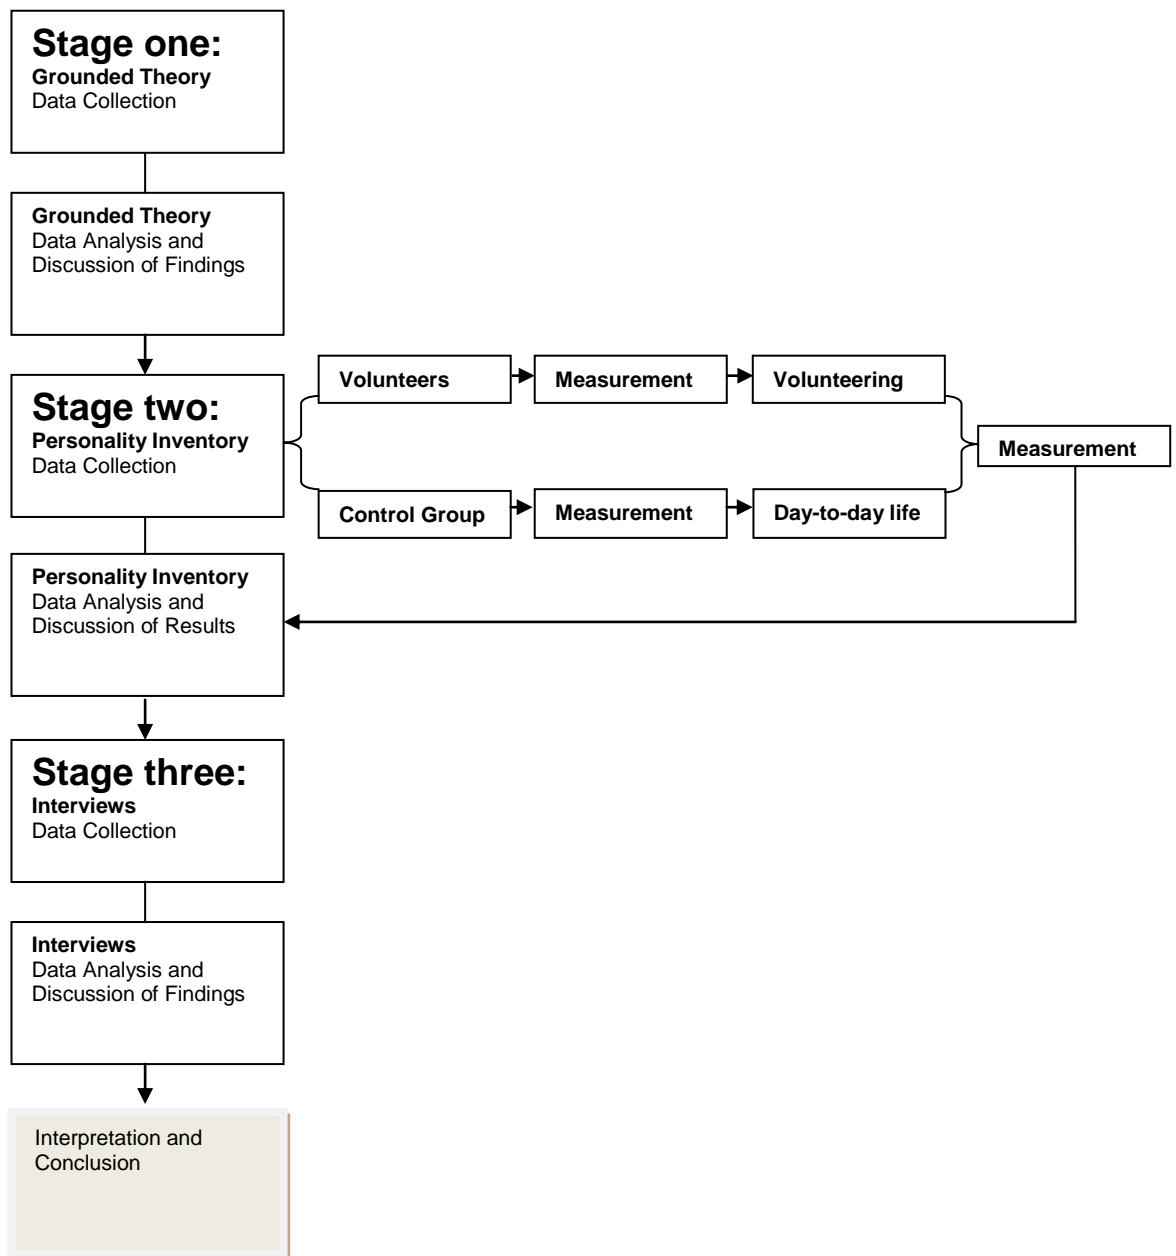 Stage one:
Grounded Theory
Data Collection
Grounded Theory
Data Analysis and
Discussion of Findings
Stage two:
Personality Inventory
Data Collection
Volunteers
Measurement
Volunteering
Control Group
Measurement
Day-to-day life
Measurement
Personality Inventory
Data Analysis and
Discussion of Results
Stage three:
Interviews
Data Collection
Interviews
Data Analysis and
Discussion of Findings
Interpretation and
Conclusion